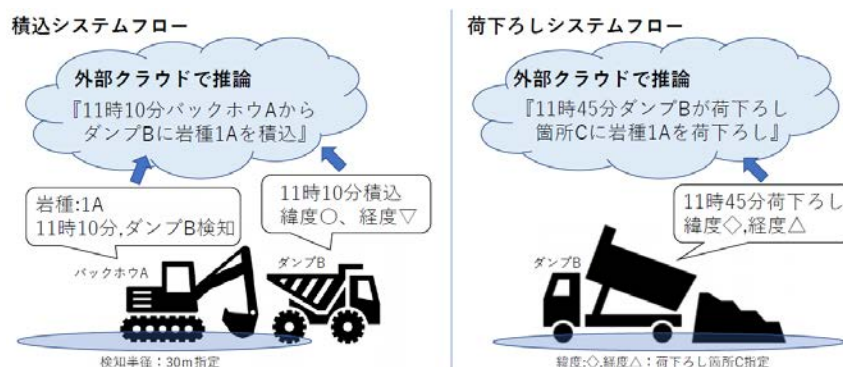 積込システムフロー
外部クラウドで推論
『11時10分バックホウAから
ダンプBに岩種1Aを積込』
岩種:1A
11時10分,ダンプB検知
11時10分積込
緯度○、経度▽
バックホウA
ダンプB
検知半径：30m指定
荷下ろしシステムフロー
外部クラウドで推論
『11時45分ダンプBが荷下ろし
箇所Cに岩種1Aを荷下ろし』
11時45分荷下ろし
緯度◇,経度△
ダンプB
緯度:◇,経度△：荷下ろし箇所C指定